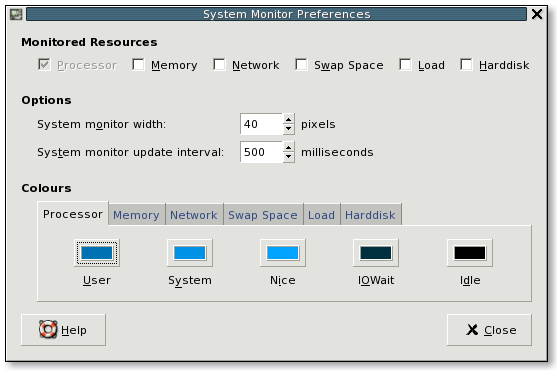 System Monitor Preferences
Monitored Resources
Processor Memory Network Swap Space Load Harddisk
Options
System monitor width: 40 pixels
System monitor update interval: 500 milliseconds
Colours
Processor Memory Network Swap Space Load Harddisk
User System Nice IOWait Idle
Help Close